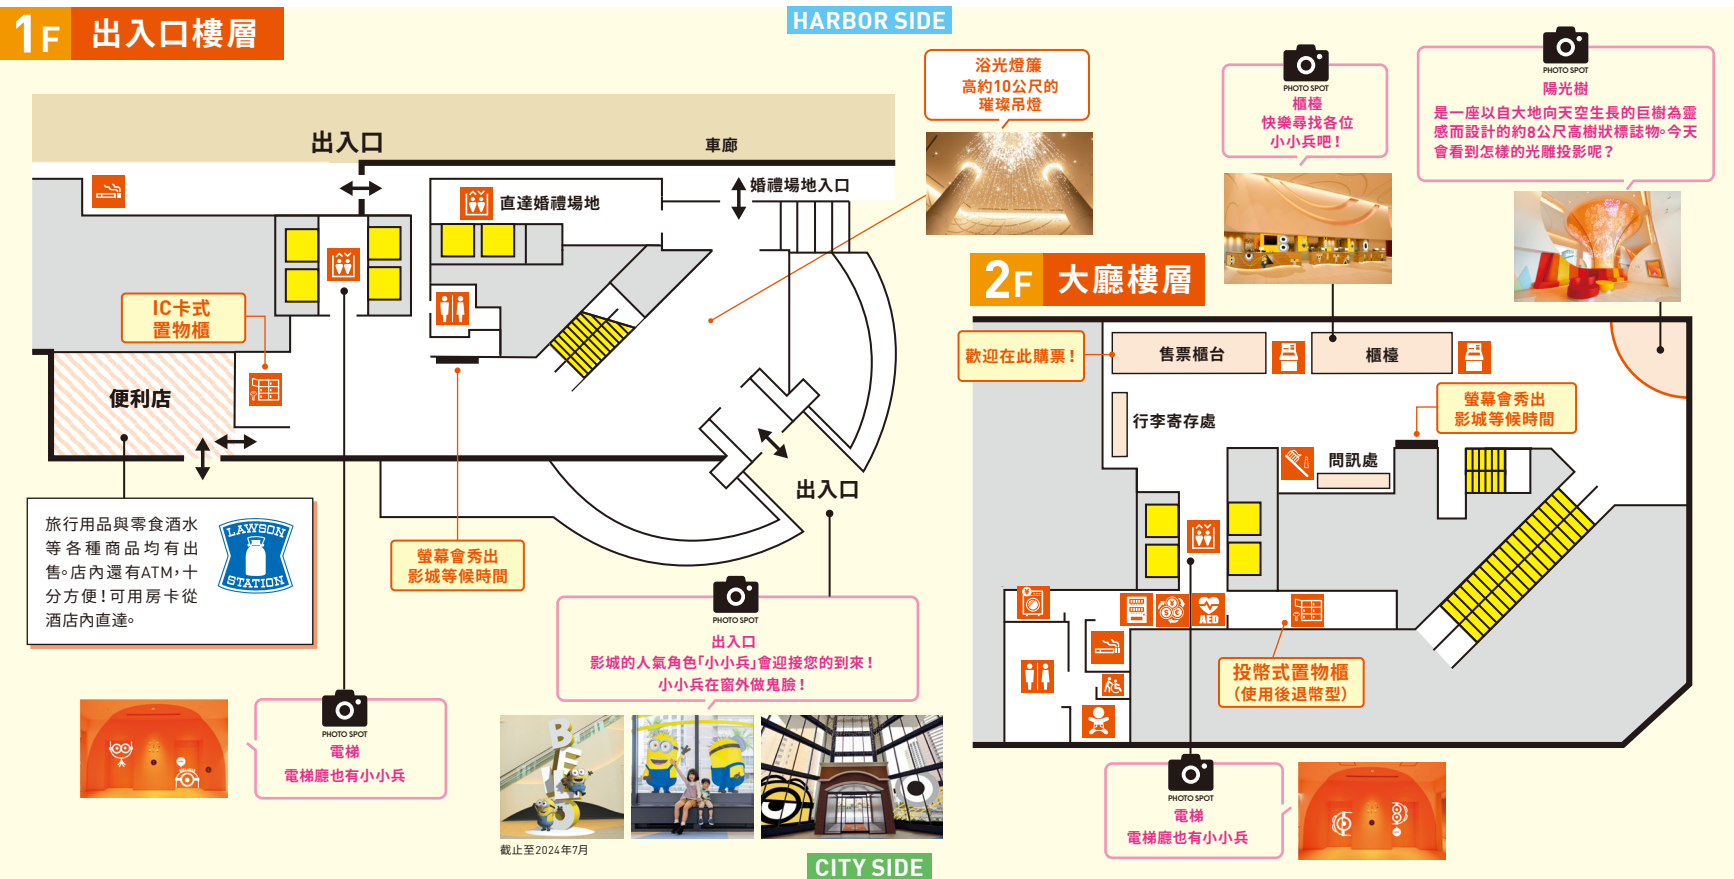 1F 出入口樓層
HARBOR SIDE
浴光燈簾
高約10公尺的
璀璨吊燈
PHOTO SPOT
櫃檯
快樂尋找各位
小小兵吧！
PHOTO SPOT
陽光樹
是一座以自大地向天空生長的巨樹為靈
感而設計的約8公尺高樹狀標誌物。今天
會看到怎樣的光雕投影呢？
出入口
車廊
婚禮場地入口
直達婚禮場地
IC卡式
置物櫃
便利店
旅行用品與零食酒水
等各種商品均有出
售。店內還有ATM，十
分方便！可用房卡從
酒店內直達。
LAWSON
STATION
螢幕會秀出
影城等候時間
出入口
PHOTO SPOT
出入口
影城的人氣角色「小小兵」會迎接您的到來！
小小兵在窗外做鬼臉！
PHOTO SPOT
電梯
電梯廳也有小小兵
截止至2024年7月
CITY SIDE
2F 大廳樓層
歡迎在此購票！
售票櫃台
櫃檯
行李寄存處
螢幕會秀出
影城等候時間
問訊處
AED
投幣式置物櫃
（使用後退幣型）
PHOTO SPOT
電梯
電梯廳也有小小兵